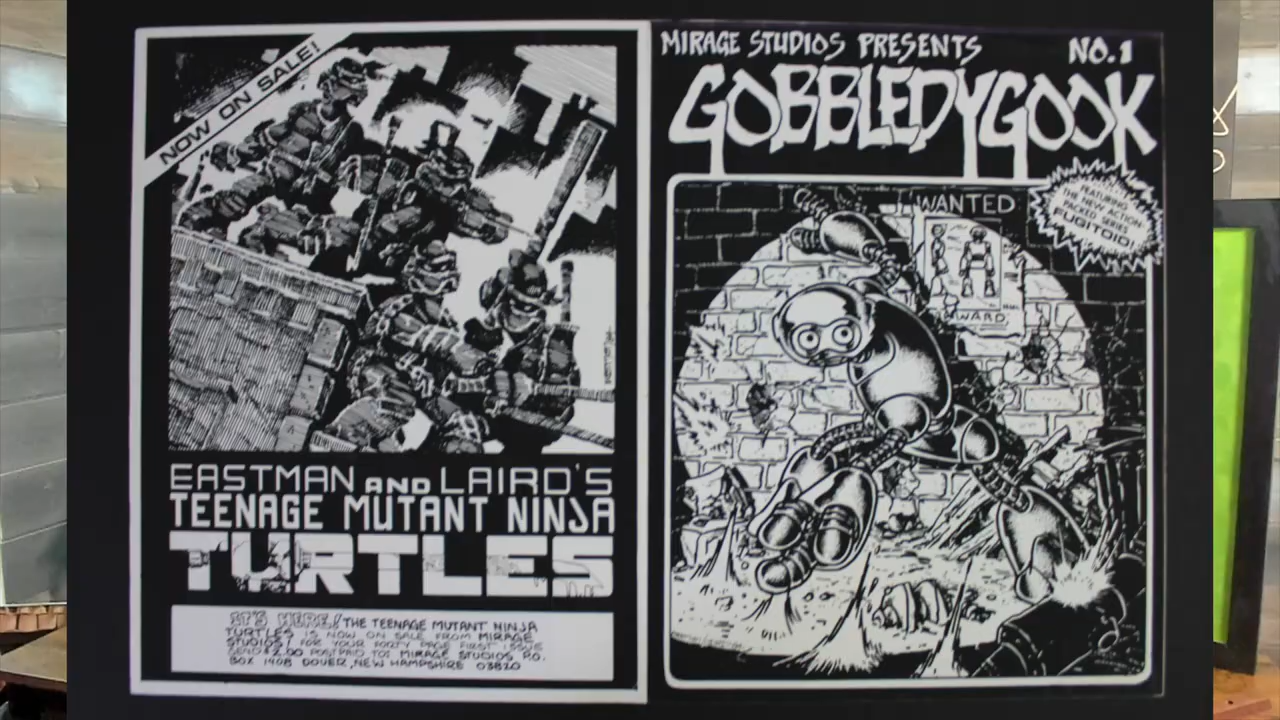 NOW ON SALE!
EASTMAN AND LAIRD'S
TEENAGE MUTANT NINJA
TURTLES
IT'S HERE! THE TEENAGE MUTANT NINJA
TURTLES IS NOW ON SALE FROM MIRAGE
STUDIOS! FOR YOUR FORTY PAGE FIRST ISSUE
SEND $2.00 POSTPAID TO: MIRAGE STUDIOS P.O.
BOX 1408 DOVER, NEW HAMPSHIRE 03820
MIRAGE STUDIOS PRESENTS NO.1
GOBBLEDYGOOK
FEATURING
THE NEW ACTION
PACKED SERIES
FUGITOID!
WANTED
WARD